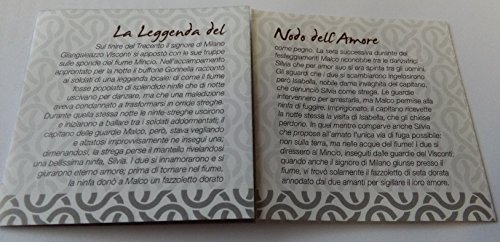 La Leggenda del
Sul finire del Trecento il signore di Milano
Giangaleazzo Visconti si appostò con le sue truppe
sulle sponde del fiume Mincio. Nell'accampamento
approntato per la notte il buffone Gonnella raccontò
ai soldati di una leggenda locale: di come il fiume
fosse popolato di splendide ninfe che di notte
uscivano per danzare, ma che una maledizione
aveva condannato a trasformarsi in orride streghe.
Durante quella stessa notte le ninfe-streghe uscirono
e iniziarono a ballare tra i soldati addormentati; il
capitano delle guardie Malco, però, stava vegliando
e alzatosi improvvisamente ne inseguì una;
dimenandosi, la strega perse il mantello rivelandosi
una bellissima ninfa, Silvia. I due si innamorarono e si
giurarono eterno amore; prima di tornare nel fiume,
la ninfa donò a Malco un fazzoletto dorato
Nodo dell'Amore
come pegno. La sera successiva durante dei
festeggiamenti Malco riconobbe tra le danzatrici
Silvia che per amor suo si era spinta tra gli uomini.
Gli sguardi che i due si scambiarono ingelosirono
però Isabella, nobile dama invaghita del capitano,
che denunciò Silvia come strega. Le guardie
intervennero per arrestarla, ma Malco permise alla
ninfa di fuggire. Imprigionato, il capitano ricevette
la notte stessa la visita di Isabella, che gli chiese
perdono. In quel mentre comparve anche Silvia
che propose all'amato l'unica via di fuga possibile:
non sulla terra, ma nelle acque del fiume! I due si
diressero al Mincio, inseguiti dalle guardie del Visconti;
quando anche il signore di Milano giunse presso il
fiume, vi trovò solamente il fazzoletto di seta dorata
annodato dai due amanti per sigillare il loro amore.